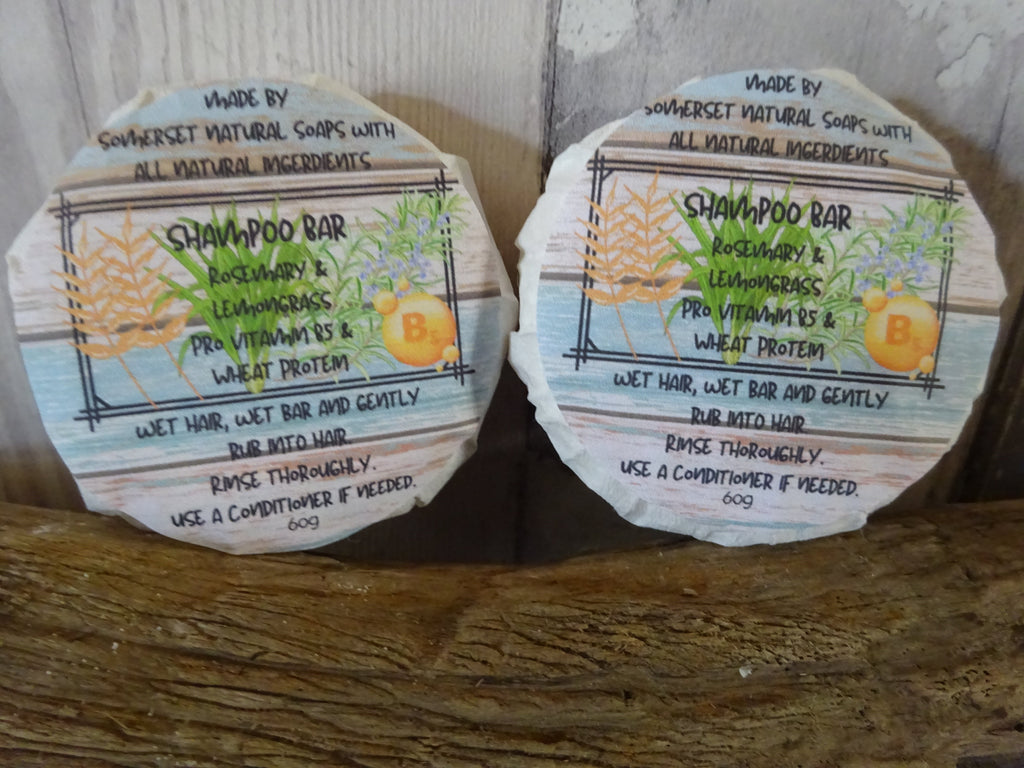 MADE BY
SOMERSET NATURAL SOAPS WITH
ALL NATURAL INGERDIENTS
SHAMPOO BAR
ROSEMARY &
LEMONGRASS
PRO VITAMIN B5 &
WHEAT PROTEIN
B5
WET HAIR, WET BAR AND GENTLY
RUB INTO HAIR.
RINSE THOROUGHLY.
USE A CONDITIONER IF NEEDED.
60g
MADE BY
SOMERSET NATURAL SOAPS WITH
ALL NATURAL INGERDIENTS
SHAMPOO BAR
ROSEMARY &
LEMONGRASS
PRO VITAMIN B5 &
WHEAT PROTEIN
B5
WET HAIR, WET BAR AND GENTLY
RUB INTO HAIR.
RINSE THOROUGHLY.
USE A CONDITIONER IF NEEDED.
60g